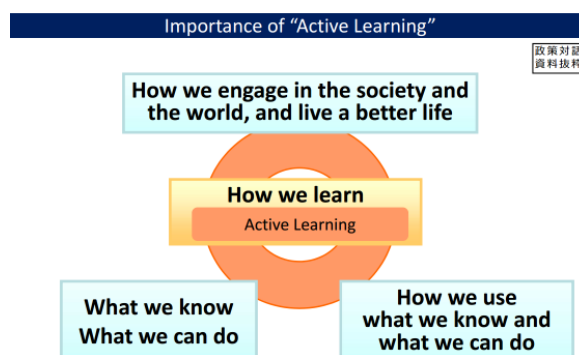 Importance of “Active Learning”
政策対話
資料抜粋
How we engage in the society and
the world, and live a better life
How we learn
Active Learning
What we know
What we can do
How we use
what we know and
what we can do